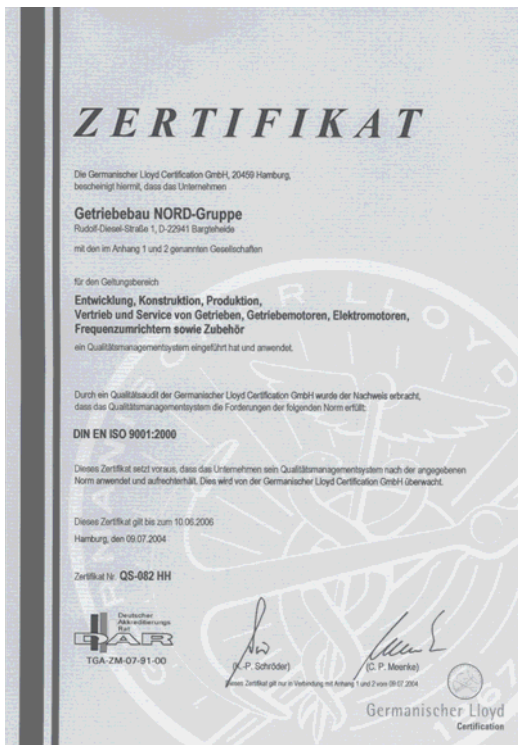 ZERTIFIKAT
Die Germanischer Lloyd Certification GmbH, 20459 Hamburg,
bescheinigt hiermit, dass das Unternehmen
Getriebebau NORD-Gruppe
Rudolf-Diesel-Straße 1, D-22941 Bargteheide
mit den im Anhang 1 und 2 genannten Gesellschaften
für den Geltungsbereich
Entwicklung, Konstruktion, Produktion,
Vertrieb und Service von Getrieben, Getriebemotoren, Elektromotoren,
Frequenzumrichtern sowie Zubehör
ein Qualitätsmanagementsystem eingeführt hat und anwendet.
Durch ein Qualitätsaudit der Germanischer Lloyd Certification GmbH wurde der Nachweis erbracht,
dass das Qualitätsmanagementsystem die Forderungen der folgenden Norm erfüllt:
DIN EN ISO 9001:2000
Dieses Zertifikat setzt voraus, dass das Unternehmen sein Qualitätsmanagementsystem nach der angegebenen
Norm anwendet und aufrechterhält. Dies wird von der Germanischer Lloyd Certification GmbH überwacht.
Dieses Zertifikat gilt bis zum 10.06.2006
Hamburg, den 09.07.2004
Zertifikat Nr. QS-082 HH
Deutscher
Akkreditierungs
Rat
DAR
TGA-ZM-07-91-00
(K.-P. Schröder)
(C. P. Meenke)
Dieses Zertifikat gilt nur in Verbindung mit Anhang 1 und 2 vom 09.07.2004
Germanischer Lloyd
Certification